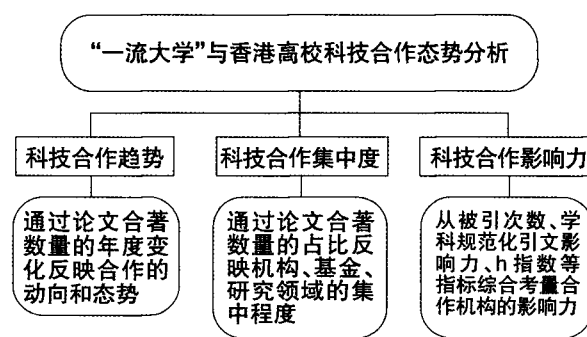 “一流大学”与香港高校科技合作态势分析
科技合作趋势
科技合作集中度
科技合作影响力
通过论文合著
数量的年度变
化反映合作的
动向和态势
通过论文合著
数量的占比反
映机构、基金、
研究领域的集
中程度
从被引次数、学
科规范化引文影
响力、h指数等
指标综合考量合
作机构的影响力